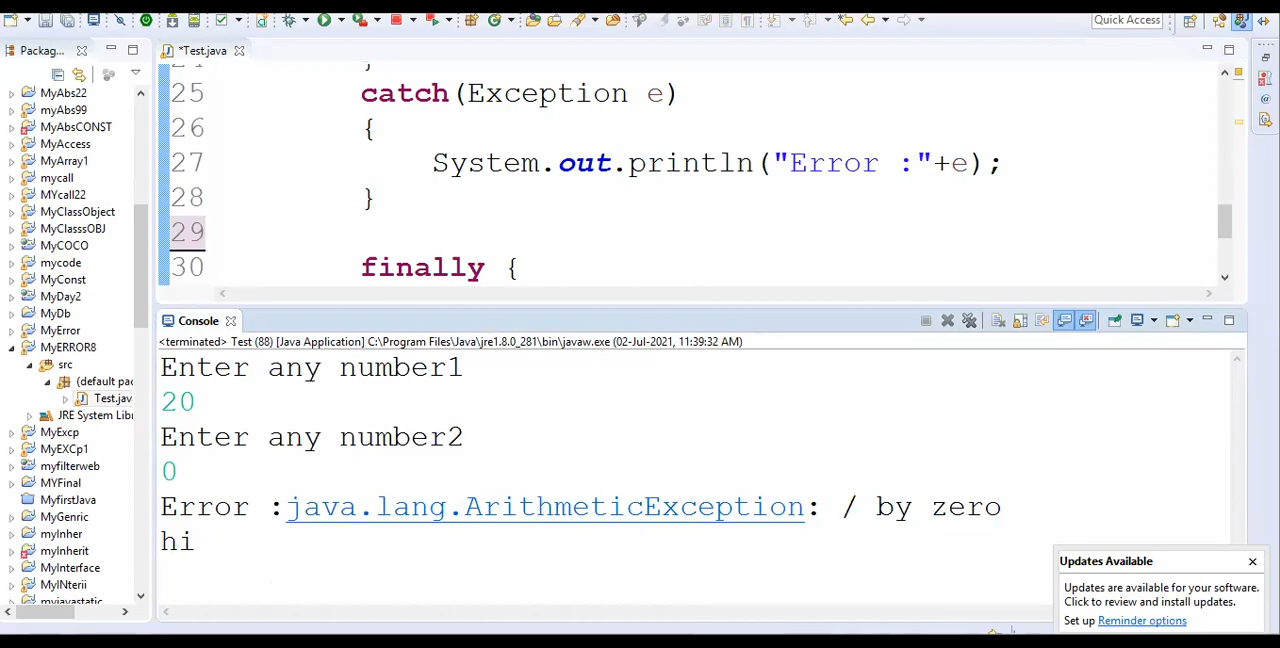 Quick Access
Packag...
*Test.java
MyAbs22
myAbs99
MyAbsCONST
MyAccess
MyArray1
mycall
MYcall22
MyClassObject
MyClasssOBJ
MyCOCO
mycode
MyConst
MyDay2
MyDb
MyError
MyERROR8
src
(default pac
Test.jav
JRE System Libr
MyExcp
MyEXCp1
myfilterweb
MYFinal
MyfirstJava
MyGenric
myInher
myInherit
MyInterface
MyINterii
myjavastatic
25 catch(Exception e)
26 {
27 System.out.println("Error :"+e);
28 }
29
30 finally {
Console
<terminated> Test (88) [Java Application] C:\Program Files\Java\jre1.8.0_281\bin\javaw.exe (02-Jul-2021, 11:39:32 AM)
Enter any number1
20
Enter any number2
0
Error :java.lang.ArithmeticException: / by zero
hi
Updates Available
Updates are available for your software.
Click to review and install updates.
Set up Reminder options